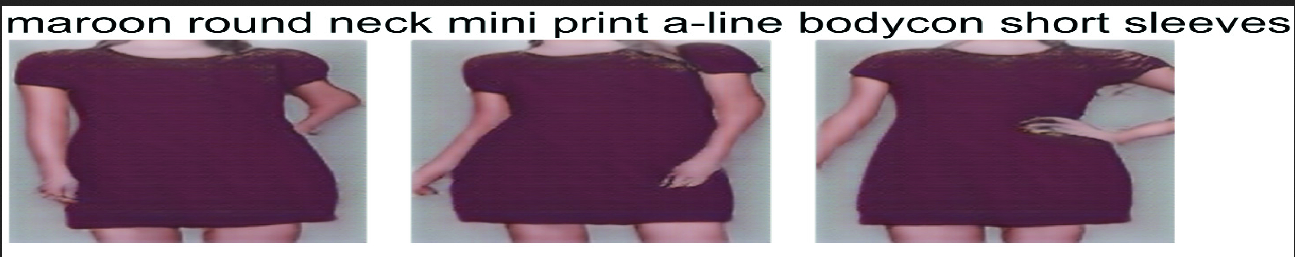 maroon round neck mini print a-line bodycon short sleeves